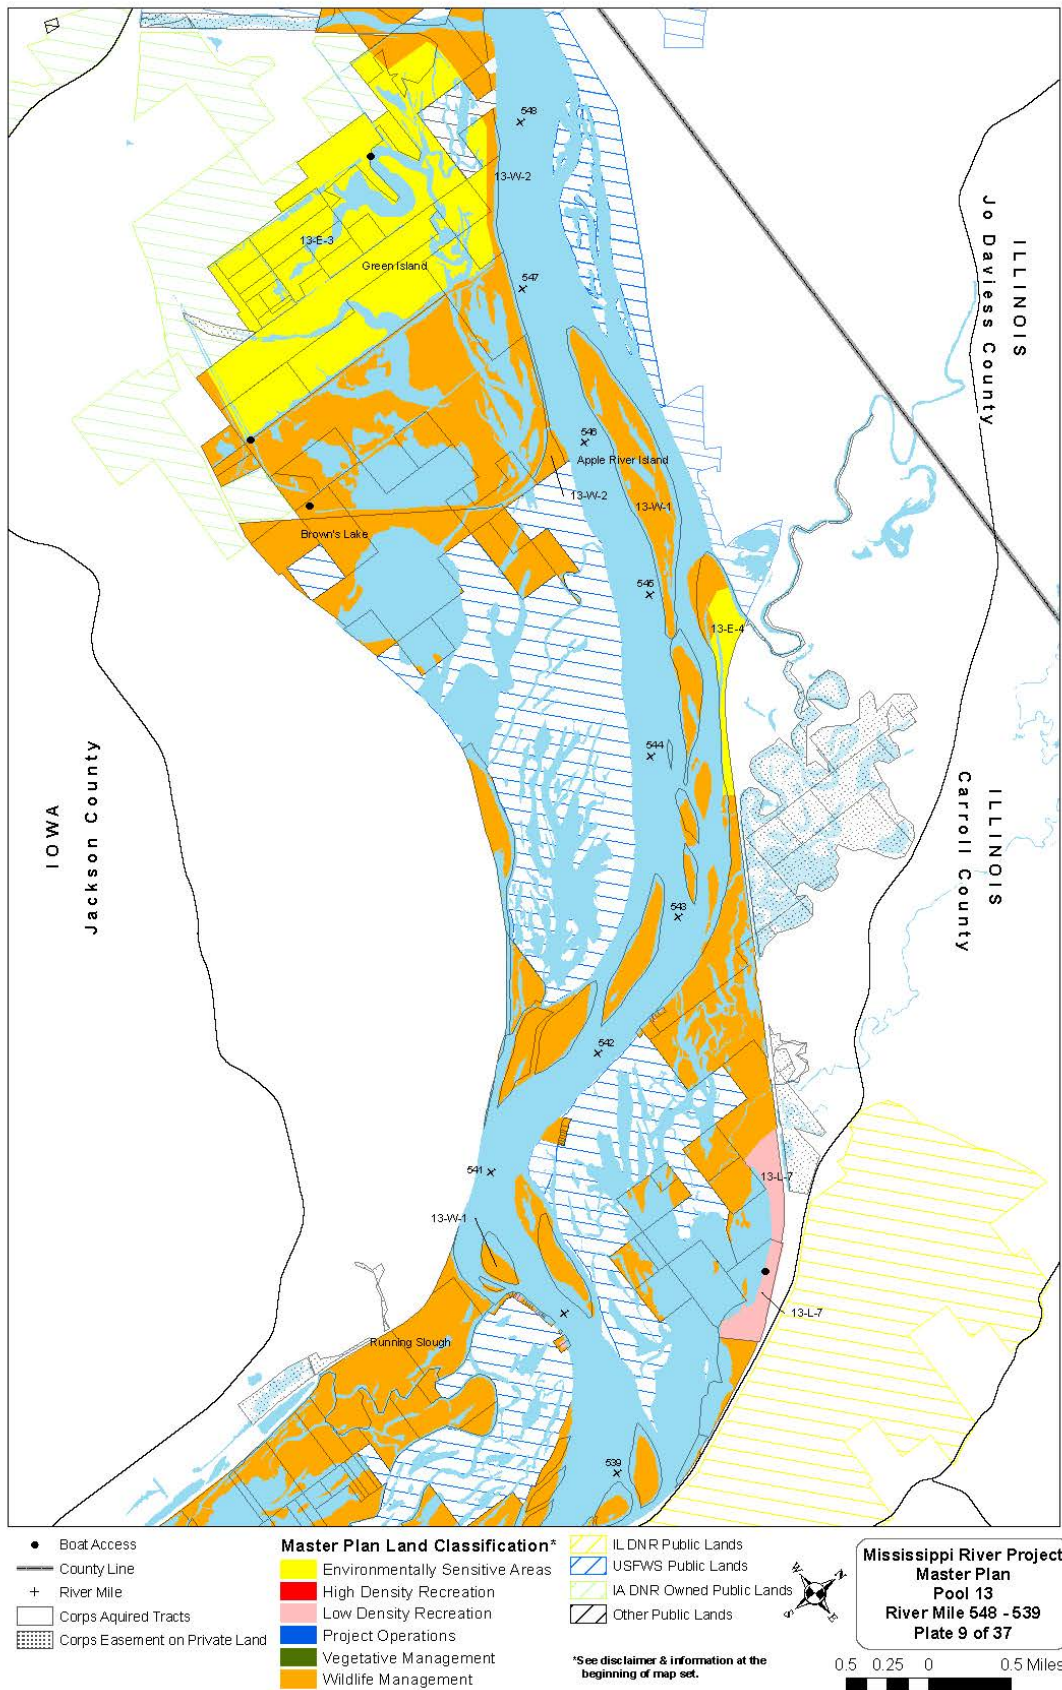 548
13-W-2
13-E-3
Green Island
547
Jo Daviess County
ILLINOIS
546
Apple River Island
13-W-2
13-W-1
Brown's Lake
545
13-E-4
544
IOWA
Jackson County
ILLINOIS
Carroll County
543
542
541
13-L-7
13-W-1
13-L-7
Running Slough
539
Boat Access
County Line
River Mile
Corps Aquired Tracts
Corps Easement on Private Land
Master Plan Land Classification*
Environmentally Sensitive Areas
High Density Recreation
Low Density Recreation
Project Operations
Vegetative Management
Wildlife Management
IL DNR Public Lands
USFWS Public Lands
IA DNR Owned Public Lands
Other Public Lands
*See disclaimer & information at the
beginning of map set.
W
N
S
E
Mississippi River Project
Master Plan
Pool 13
River Mile 548 - 539
Plate 9 of 37
0.5 0.25 0 0.5 Miles